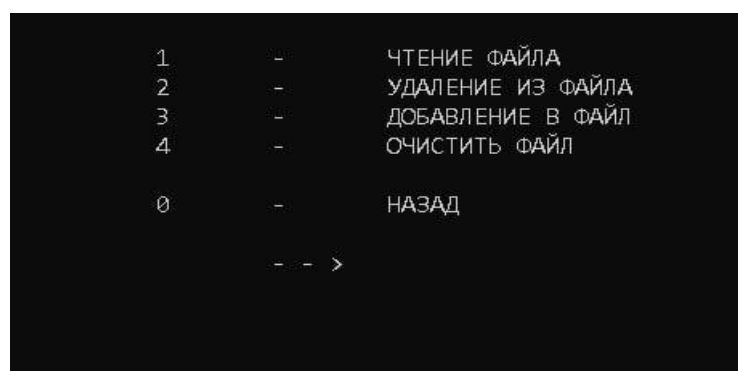 1 - ЧТЕНИЕ ФАЙЛА
2 - УДАЛЕНИЕ ИЗ ФАЙЛА
3 - ДОБАВЛЕНИЕ В ФАЙЛ
4 - ОЧИСТИТЬ ФАЙЛ
0 - НАЗАД
- - >